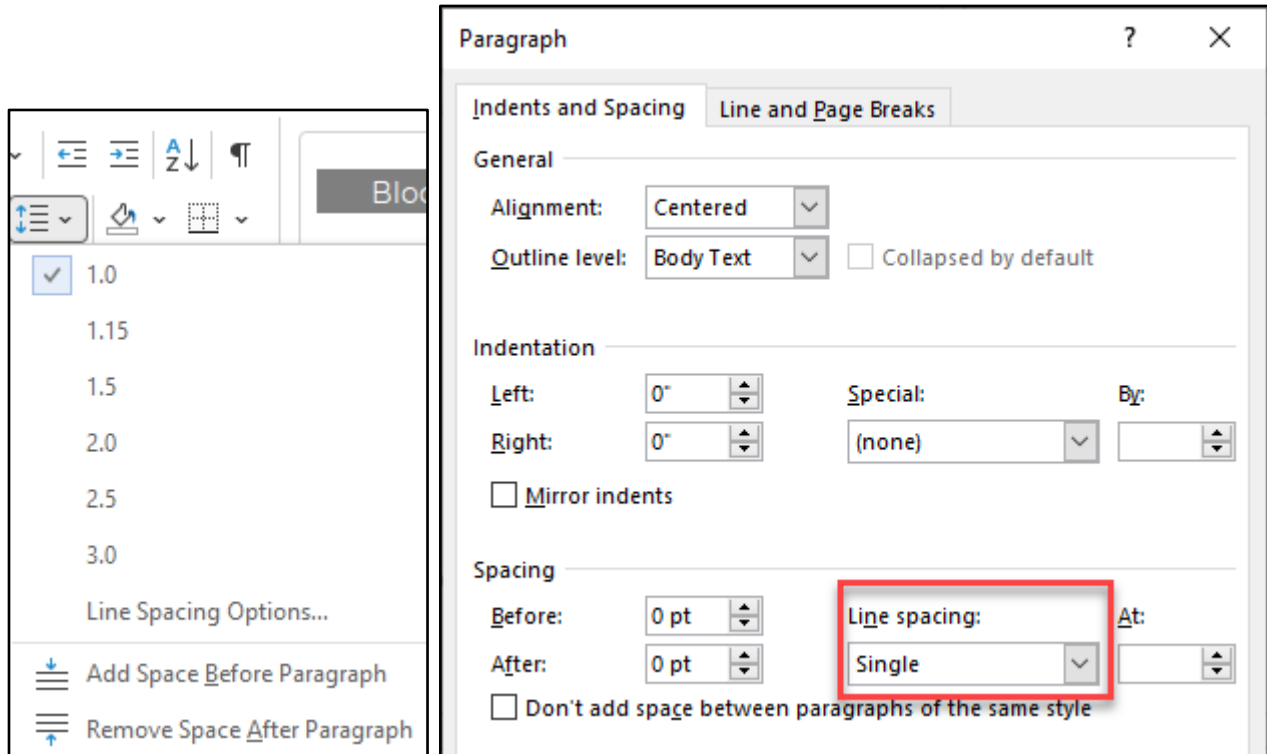 A
Z
Bloc
1.0
1.15
1.5
2.0
2.5
3.0
Line Spacing Options...
Add Space Before Paragraph
Remove Space After Paragraph
Paragraph
Indents and Spacing
Line and Page Breaks
General
Alignment: Centered
Outline level: Body Text Collapsed by default
Indentation
Left: 0" Special: By:
Right: 0" (none)
Mirror indents
Spacing
Before: 0 pt Line spacing: At:
After: 0 pt Single
Don't add space between paragraphs of the same style